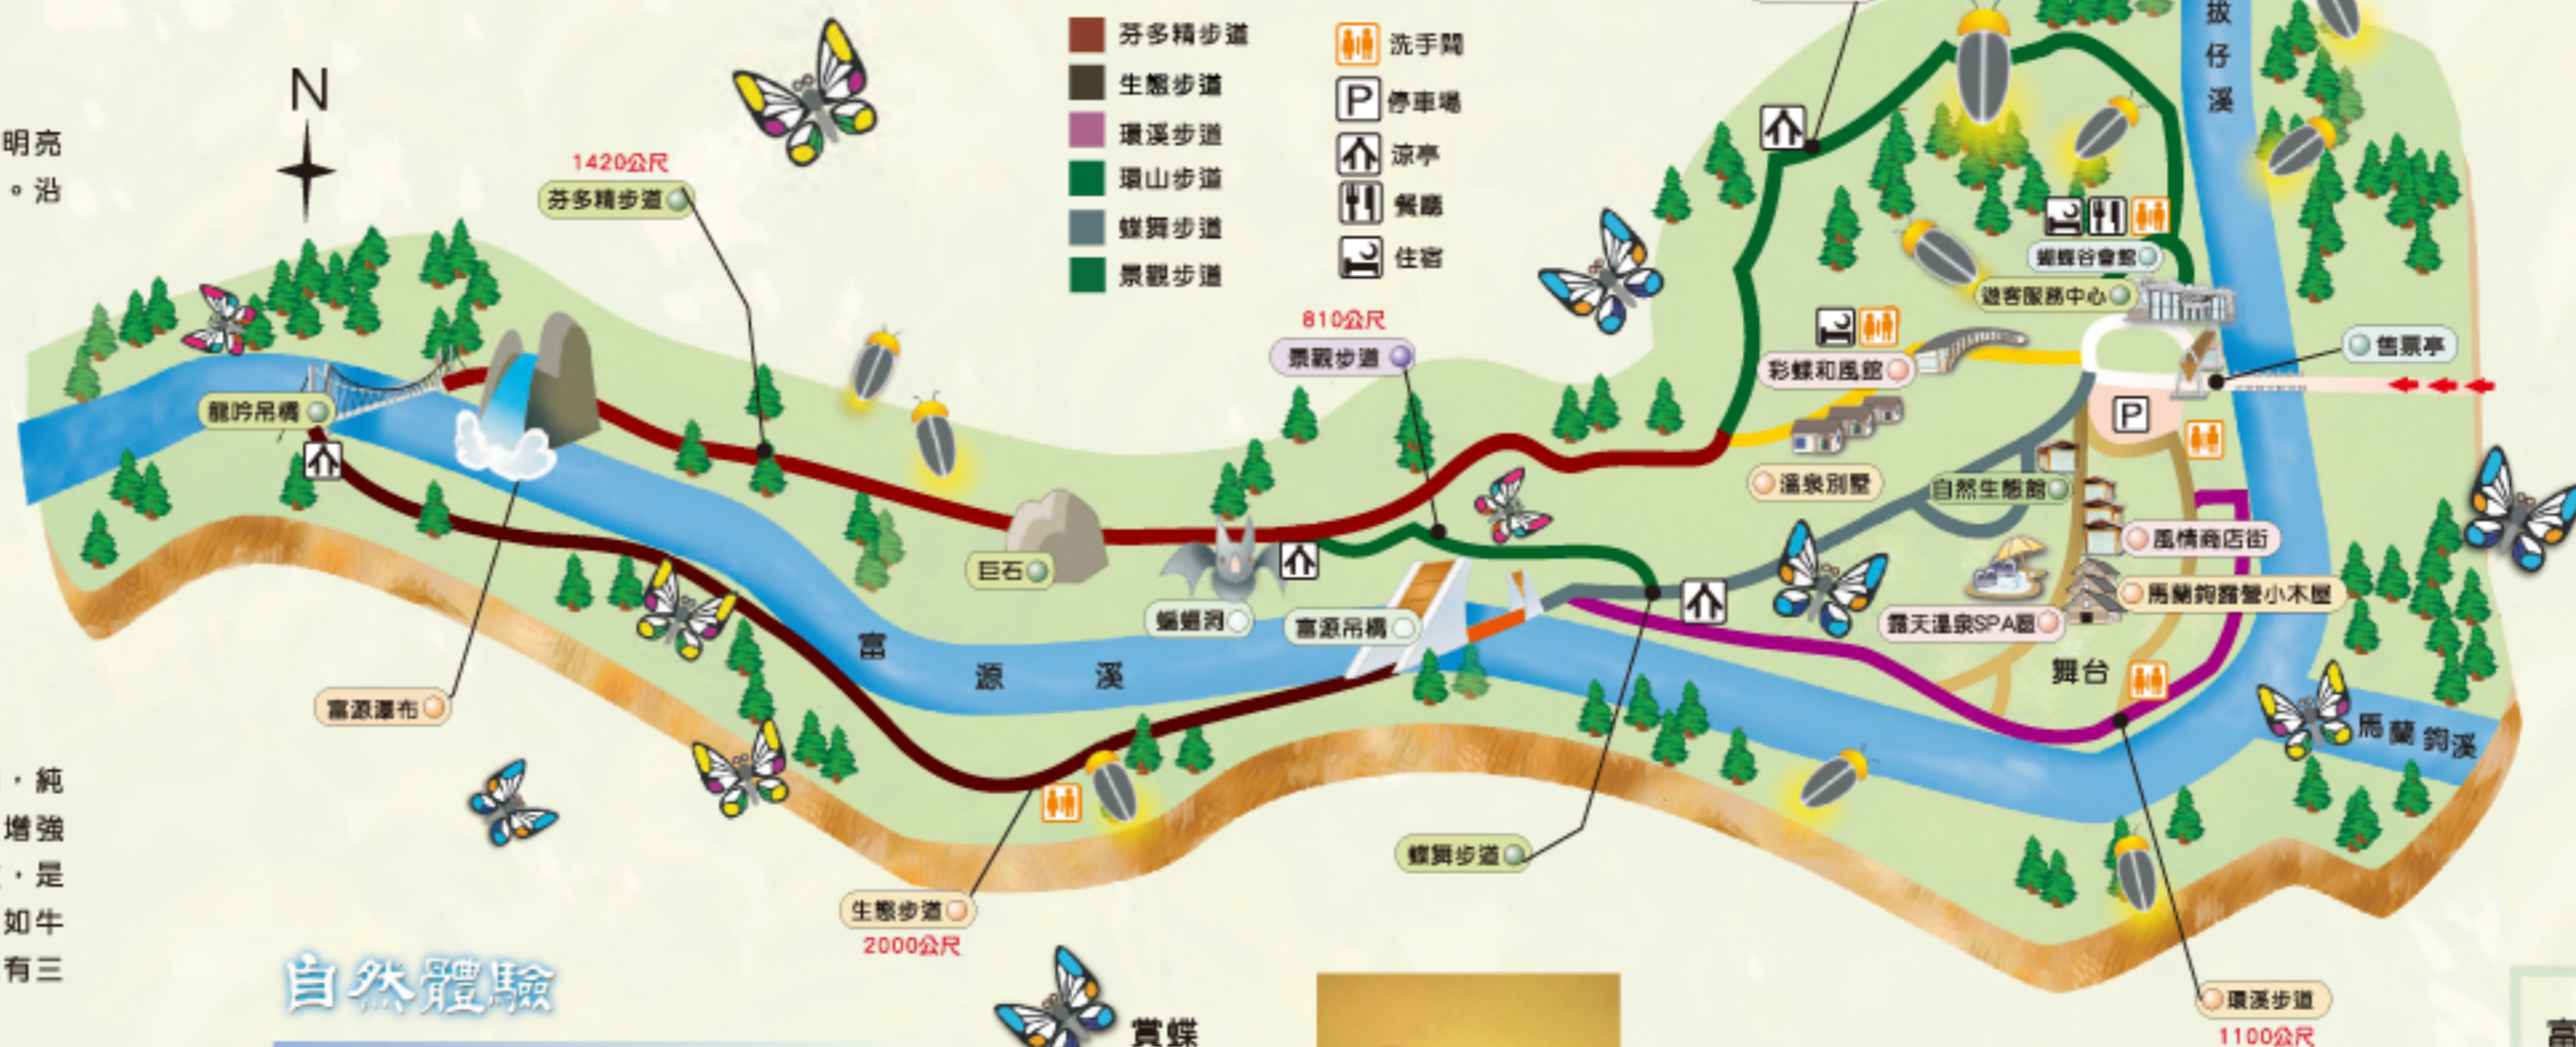 拔仔溪
明亮
。沿
N
芬多精步道
生態步道
環溪步道
環山步道
蝶舞步道
景觀步道
洗手間
P 停車場
涼亭
餐廳
住宿
1420公尺
芬多精步道
810公尺
景觀步道
蝴蝶谷會館
遊客服務中心
售票亭
彩蝶和風館
P
龍吟吊橋
溫泉別墅
自然生態館
風情商店街
巨石
馬蘭鉤露營小木屋
蝙蝠洞
富源吊橋
露天溫泉SPA區
富源溪
舞台
富源瀑布
馬蘭鉤溪
，純
增強
，是
如牛
有三
蝶舞步道
生態步道
2000公尺
環溪步道
1100公尺
自然體驗
賞蝶
富